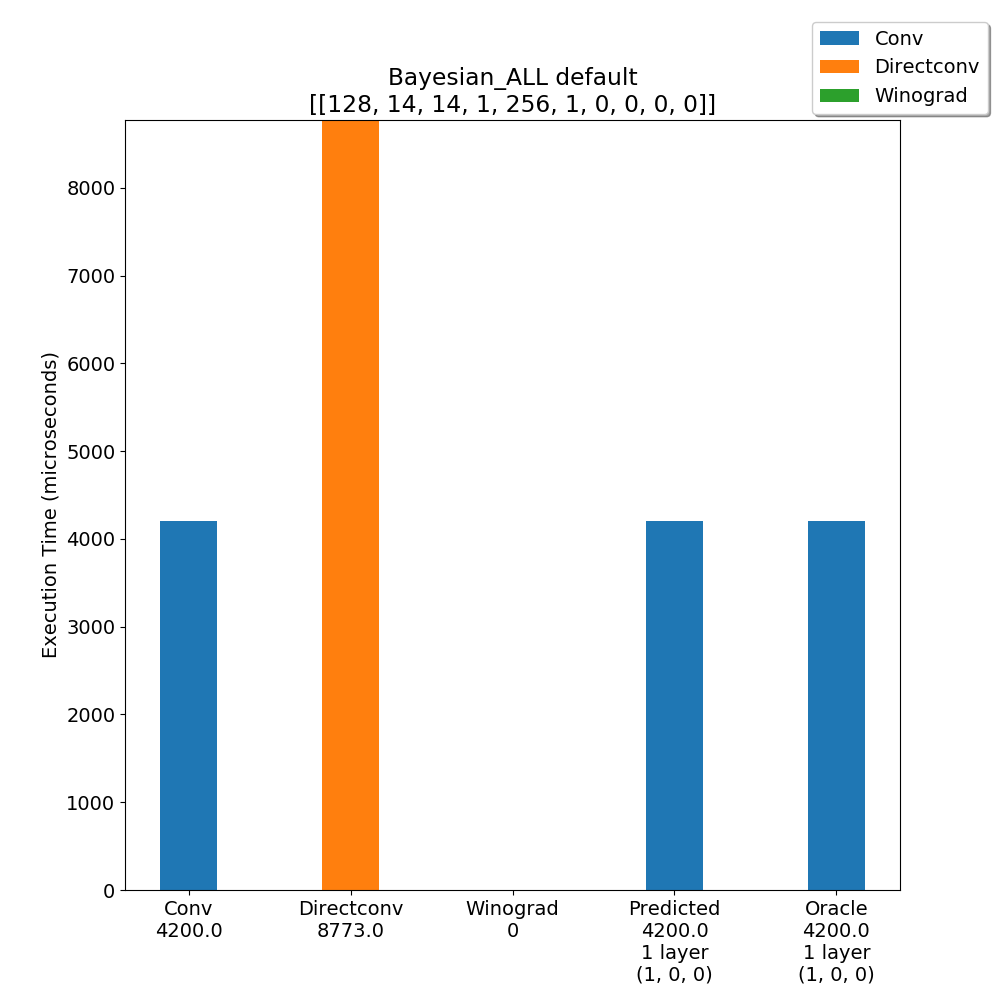 Conv
Directconv
Winograd
Bayesian_ALL default
[[128, 14, 14, 1, 256, 1, 0, 0, 0, 0]]
Execution Time (microseconds)
8000
7000
6000
5000
4000
3000
2000
1000
0
Conv
4200.0
Directconv
8773.0
Winograd
0
Predicted
4200.0
1 layer
(1, 0, 0)
Oracle
4200.0
1 layer
(1, 0, 0)